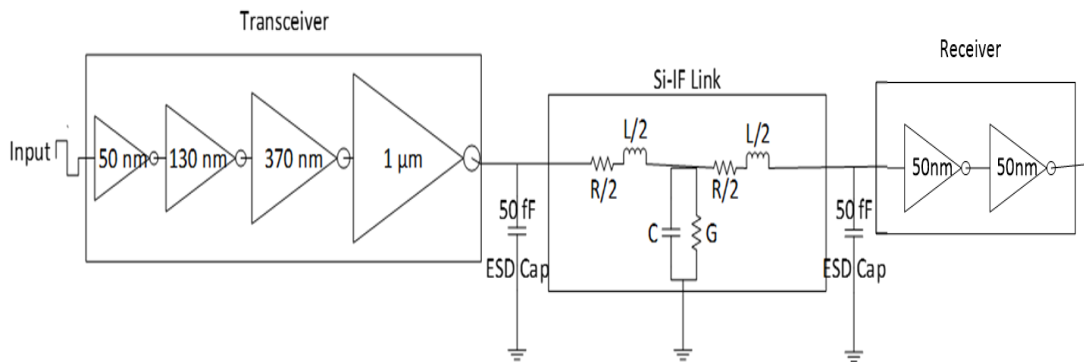 Transceiver
Receiver
Si-IF Link
Input
50 nm
130 nm
370 nm
1 μm
L/2
L/2
R/2
R/2
50nm
50nm
50 fF
ESD Cap
C
G
50 fF
ESD Cap